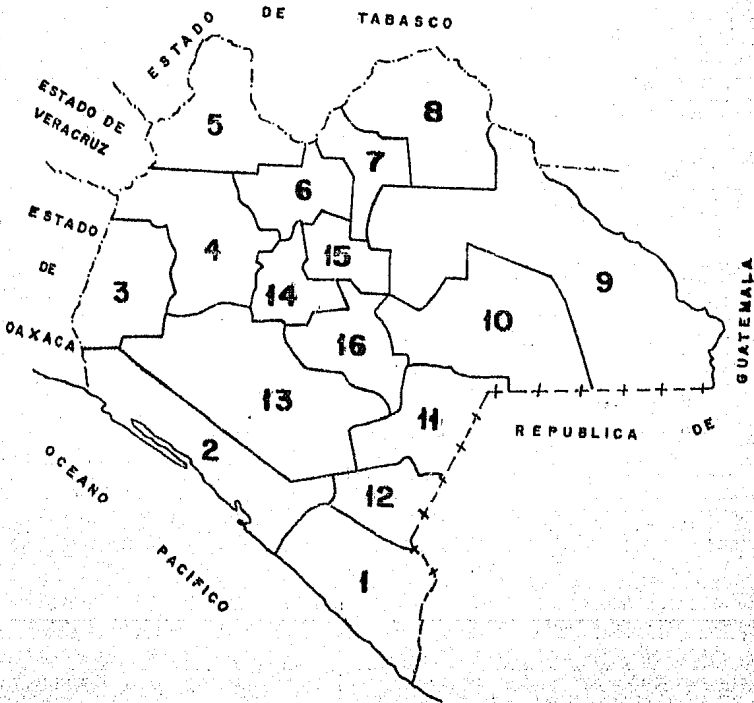 ESTADO DE TABASCO
ESTADO DE
VERACRUZ
ESTADO
DE
OAXACA
5
8
7
6
4
15
3
14
9
10
16
13
11
2
12
1
GUATEMALA
REPUBLICA DE
OCEANO
PACIFICO